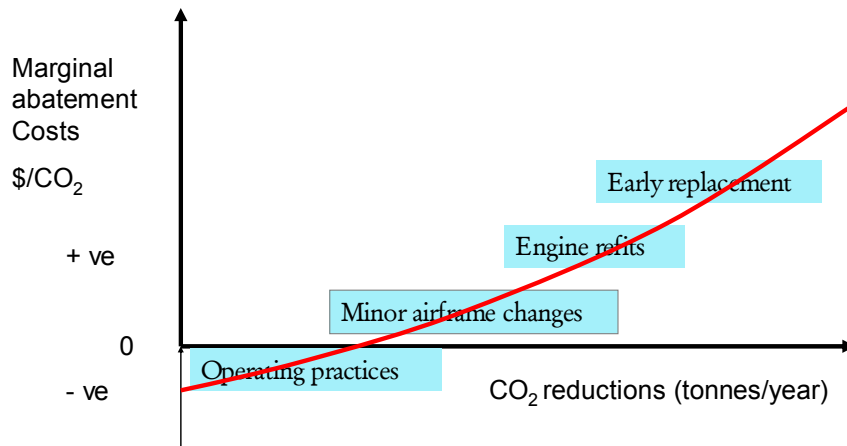 Marginal
abatement
Costs
$/CO₂
Early replacement
+ ve
Engine refits
Minor airframe changes
0
Operating practices
- ve
CO₂ reductions (tonnes/year)